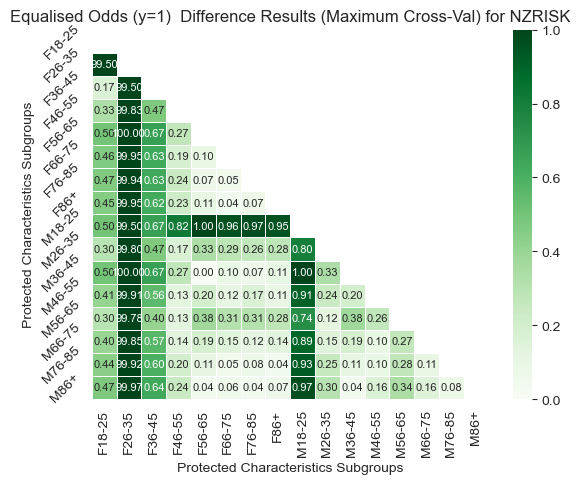 Equalised Odds (y=1)  Difference Results (Maximum Cross-Val) for NZRISK
Protected Characteristics Subgroups
F18-25
F26-35 99.50
F36-45 0.17 99.50
F46-55 0.33 99.83 0.47
F56-65 0.50 100.00 0.67 0.27
F66-75 0.46 99.95 0.63 0.19 0.10
F76-85 0.47 99.94 0.63 0.24 0.07 0.05
F86+ 0.45 99.95 0.62 0.23 0.11 0.04 0.07
M18-25 0.50 99.50 0.67 0.82 1.00 0.96 0.97 0.95
M26-35 0.30 99.80 0.47 0.17 0.33 0.29 0.26 0.28 0.80
M36-45 0.50 100.00 0.67 0.27 0.00 0.10 0.07 0.11 1.00 0.33
M46-55 0.41 99.91 0.56 0.13 0.20 0.12 0.17 0.11 0.91 0.24 0.20
M56-65 0.30 99.78 0.40 0.13 0.38 0.31 0.31 0.28 0.74 0.12 0.38 0.26
M66-75 0.40 99.85 0.57 0.14 0.19 0.15 0.12 0.14 0.89 0.15 0.19 0.10 0.27
M76-85 0.44 99.92 0.60 0.20 0.11 0.05 0.08 0.04 0.93 0.25 0.11 0.10 0.28 0.11
M86+ 0.47 99.97 0.64 0.24 0.04 0.06 0.04 0.07 0.97 0.30 0.04 0.16 0.34 0.16 0.08
F18-25 F26-35 F36-45 F46-55 F56-65 F66-75 F76-85 F86+ M18-25 M26-35 M36-45 M46-55 M56-65 M66-75 M76-85 M86+
Protected Characteristics Subgroups
1.0
0.8
0.6
0.4
0.2
0.0